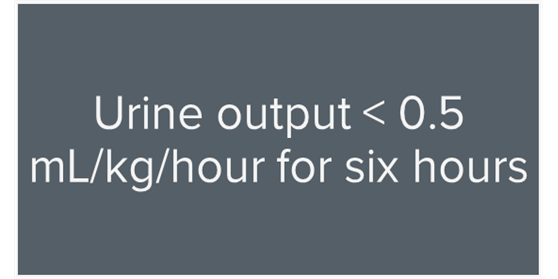 Urine output < 0.5
mL/kg/hour for six hours